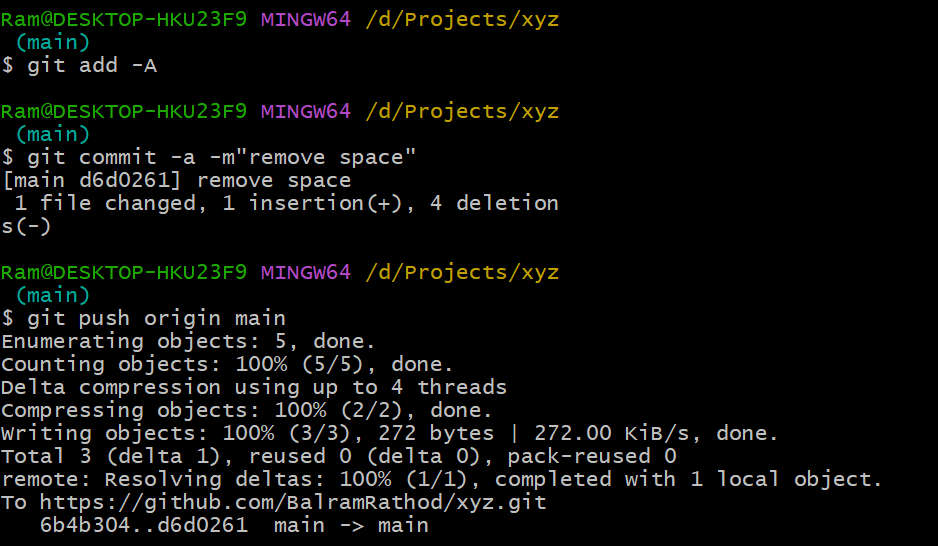 Ram@DESKTOP-HKU23F9 MINGW64 /d/Projects/xyz
 (main)
$ git add -A

Ram@DESKTOP-HKU23F9 MINGW64 /d/Projects/xyz
 (main)
$ git commit -a -m"remove space"
[main d6d0261] remove space
 1 file changed, 1 insertion(+), 4 deletion
s(-)

Ram@DESKTOP-HKU23F9 MINGW64 /d/Projects/xyz
 (main)
$ git push origin main
Enumerating objects: 5, done.
Counting objects: 100% (5/5), done.
Delta compression using up to 4 threads
Compressing objects: 100% (2/2), done.
Writing objects: 100% (3/3), 272 bytes | 272.00 KiB/s, done.
Total 3 (delta 1), reused 0 (delta 0), pack-reused 0
remote: Resolving deltas: 100% (1/1), completed with 1 local object.
To https://github.com/BalramRathod/xyz.git
   6b4b304..d6d0261  main -> main